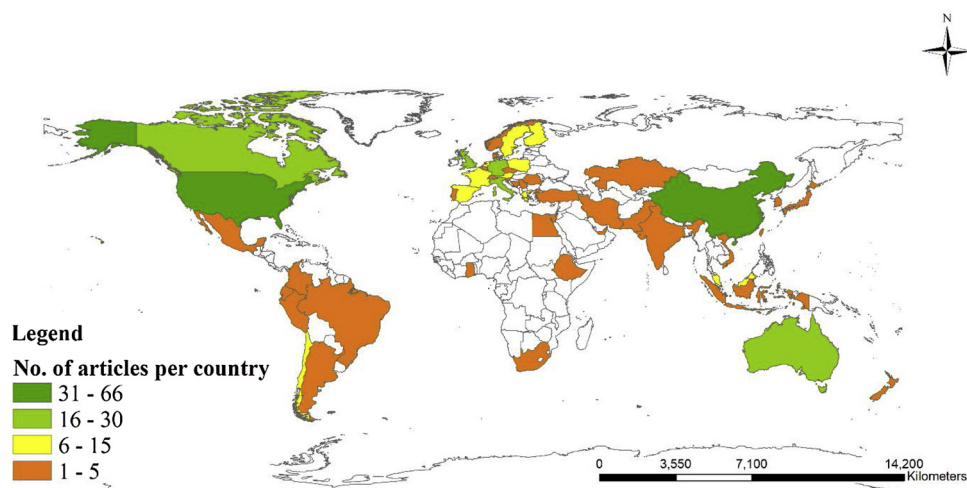 N
Legend
No. of articles per country
31 - 66
16 - 30
6 - 15
1 - 5
0 3,550 7,100 14,200
Kilometers